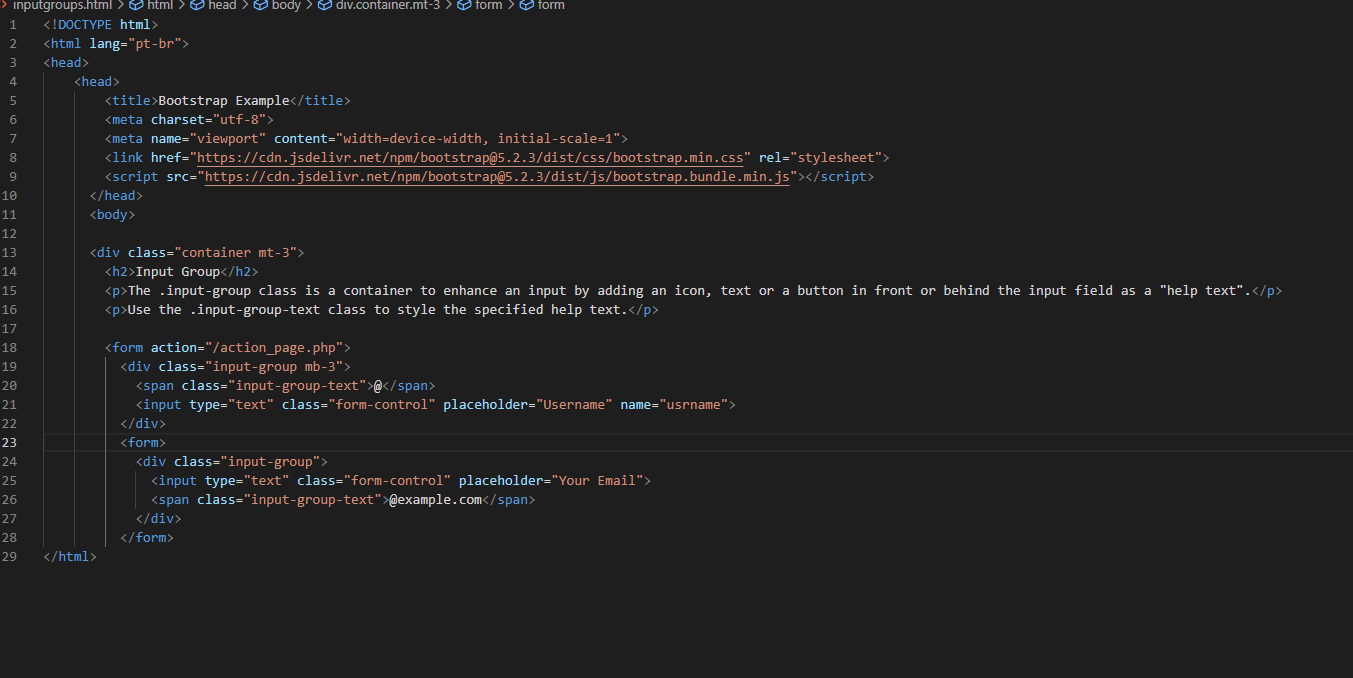 inputgroups.html > html > head > body > div.container.mt-3 > form > form
1 <!DOCTYPE html>
2 <html lang="pt-br">
3 <head>
4 <head>
5 <title>Bootstrap Example</title>
6 <meta charset="utf-8">
7 <meta name="viewport" content="width=device-width, initial-scale=1">
8 <link href="https://cdn.jsdelivr.net/npm/bootstrap@5.2.3/dist/css/bootstrap.min.css" rel="stylesheet">
9 <script src="https://cdn.jsdelivr.net/npm/bootstrap@5.2.3/dist/js/bootstrap.bundle.min.js"></script>
10 </head>
11 <body>
12
13 <div class="container mt-3">
14 <h2>Input Group</h2>
15 <p>The .input-group class is a container to enhance an input by adding an icon, text or a button in front or behind the input field as a "help text".</p>
16 <p>Use the .input-group-text class to style the specified help text.</p>
17
18 <form action="/action_page.php">
19 <div class="input-group mb-3">
20 <span class="input-group-text">@</span>
21 <input type="text" class="form-control" placeholder="Username" name="usrname">
22 </div>
23 <form>
24 <div class="input-group">
25 <input type="text" class="form-control" placeholder="Your Email">
26 <span class="input-group-text">@example.com</span>
27 </div>
28 </form>
29 </html>